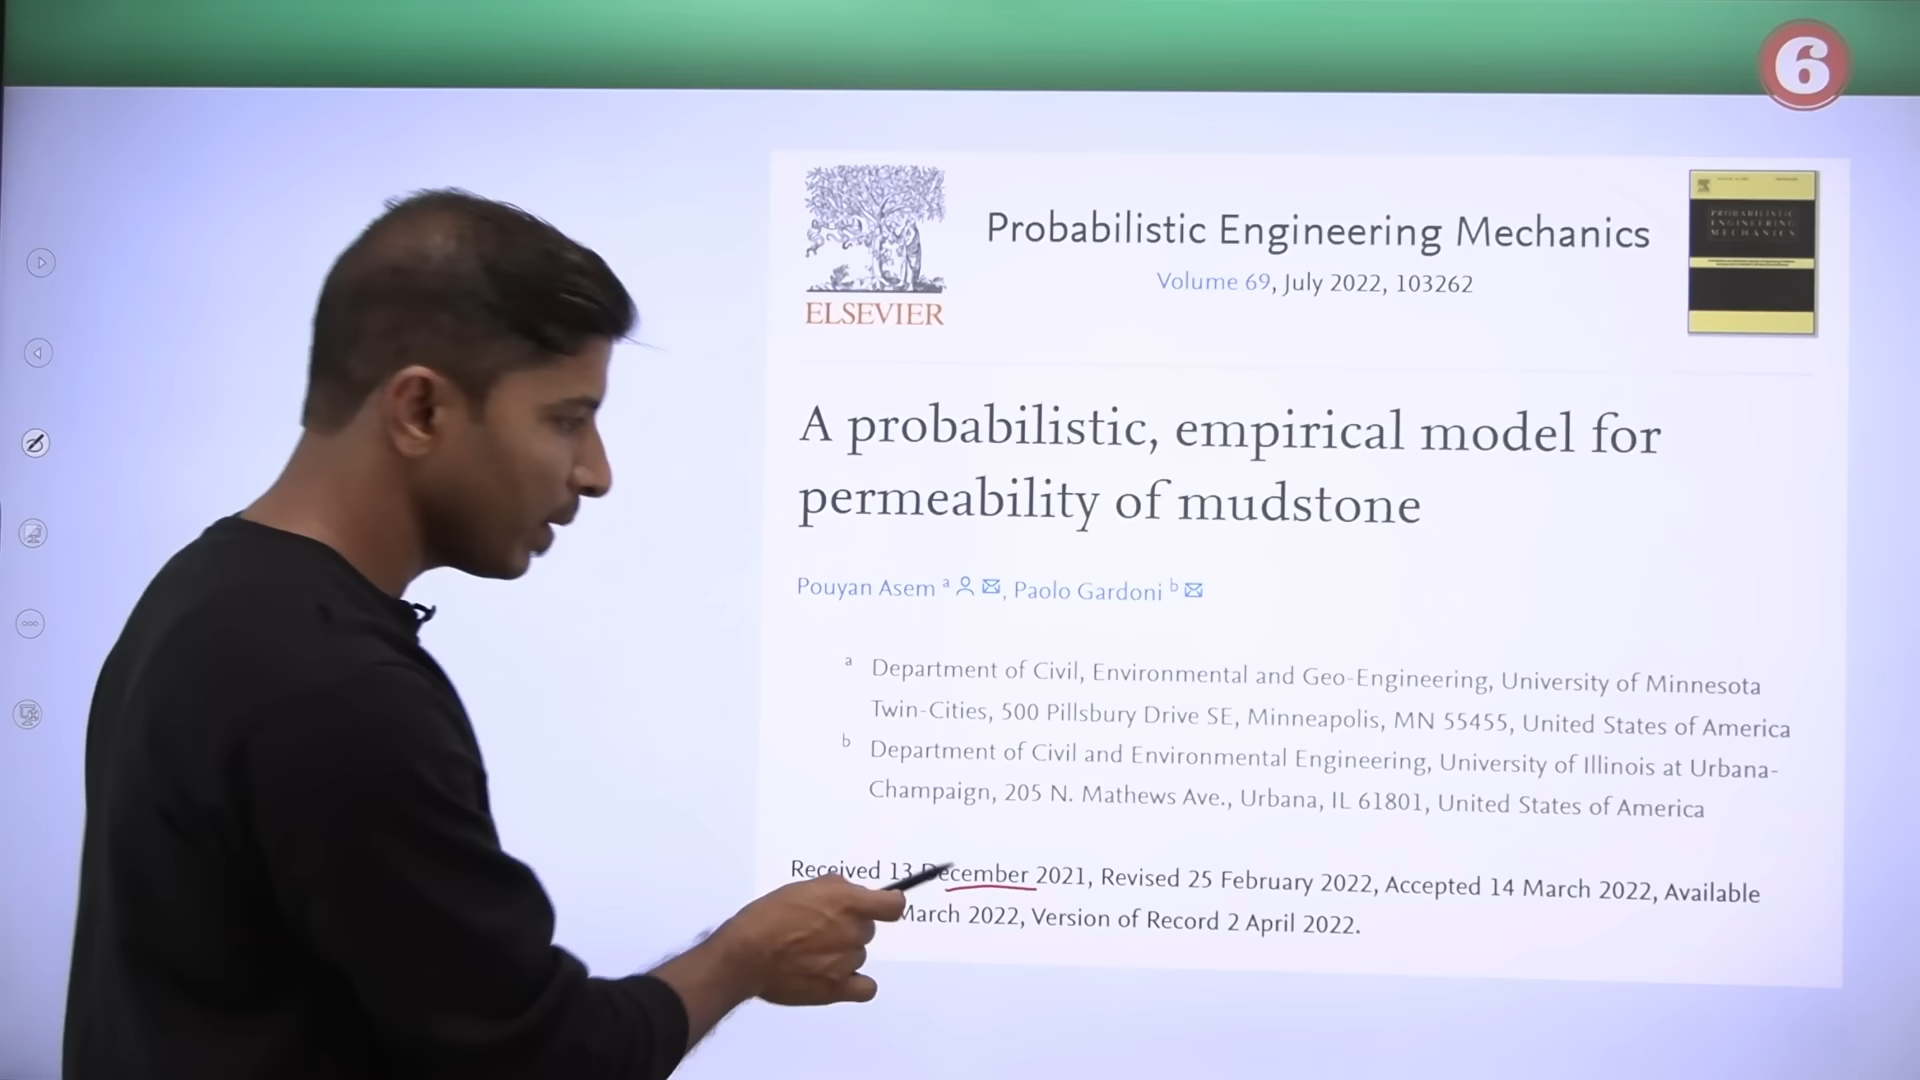 6
ELSEVIER
Probabilistic Engineering Mechanics
Volume 69, July 2022, 103262
PROBABILISTIC
ENGINEERING
MECHANICS
A probabilistic, empirical model for
permeability of mudstone
Pouyan Asem a, Paolo Gardoni b
a Department of Civil, Environmental and Geo-Engineering, University of Minnesota
Twin-Cities, 500 Pillsbury Drive SE, Minneapolis, MN 55455, United States of America
b Department of Civil and Environmental Engineering, University of Illinois at Urbana-
Champaign, 205 N. Mathews Ave., Urbana, IL 61801, United States of America
Received 13 December 2021, Revised 25 February 2022, Accepted 14 March 2022, Available
March 2022, Version of Record 2 April 2022.